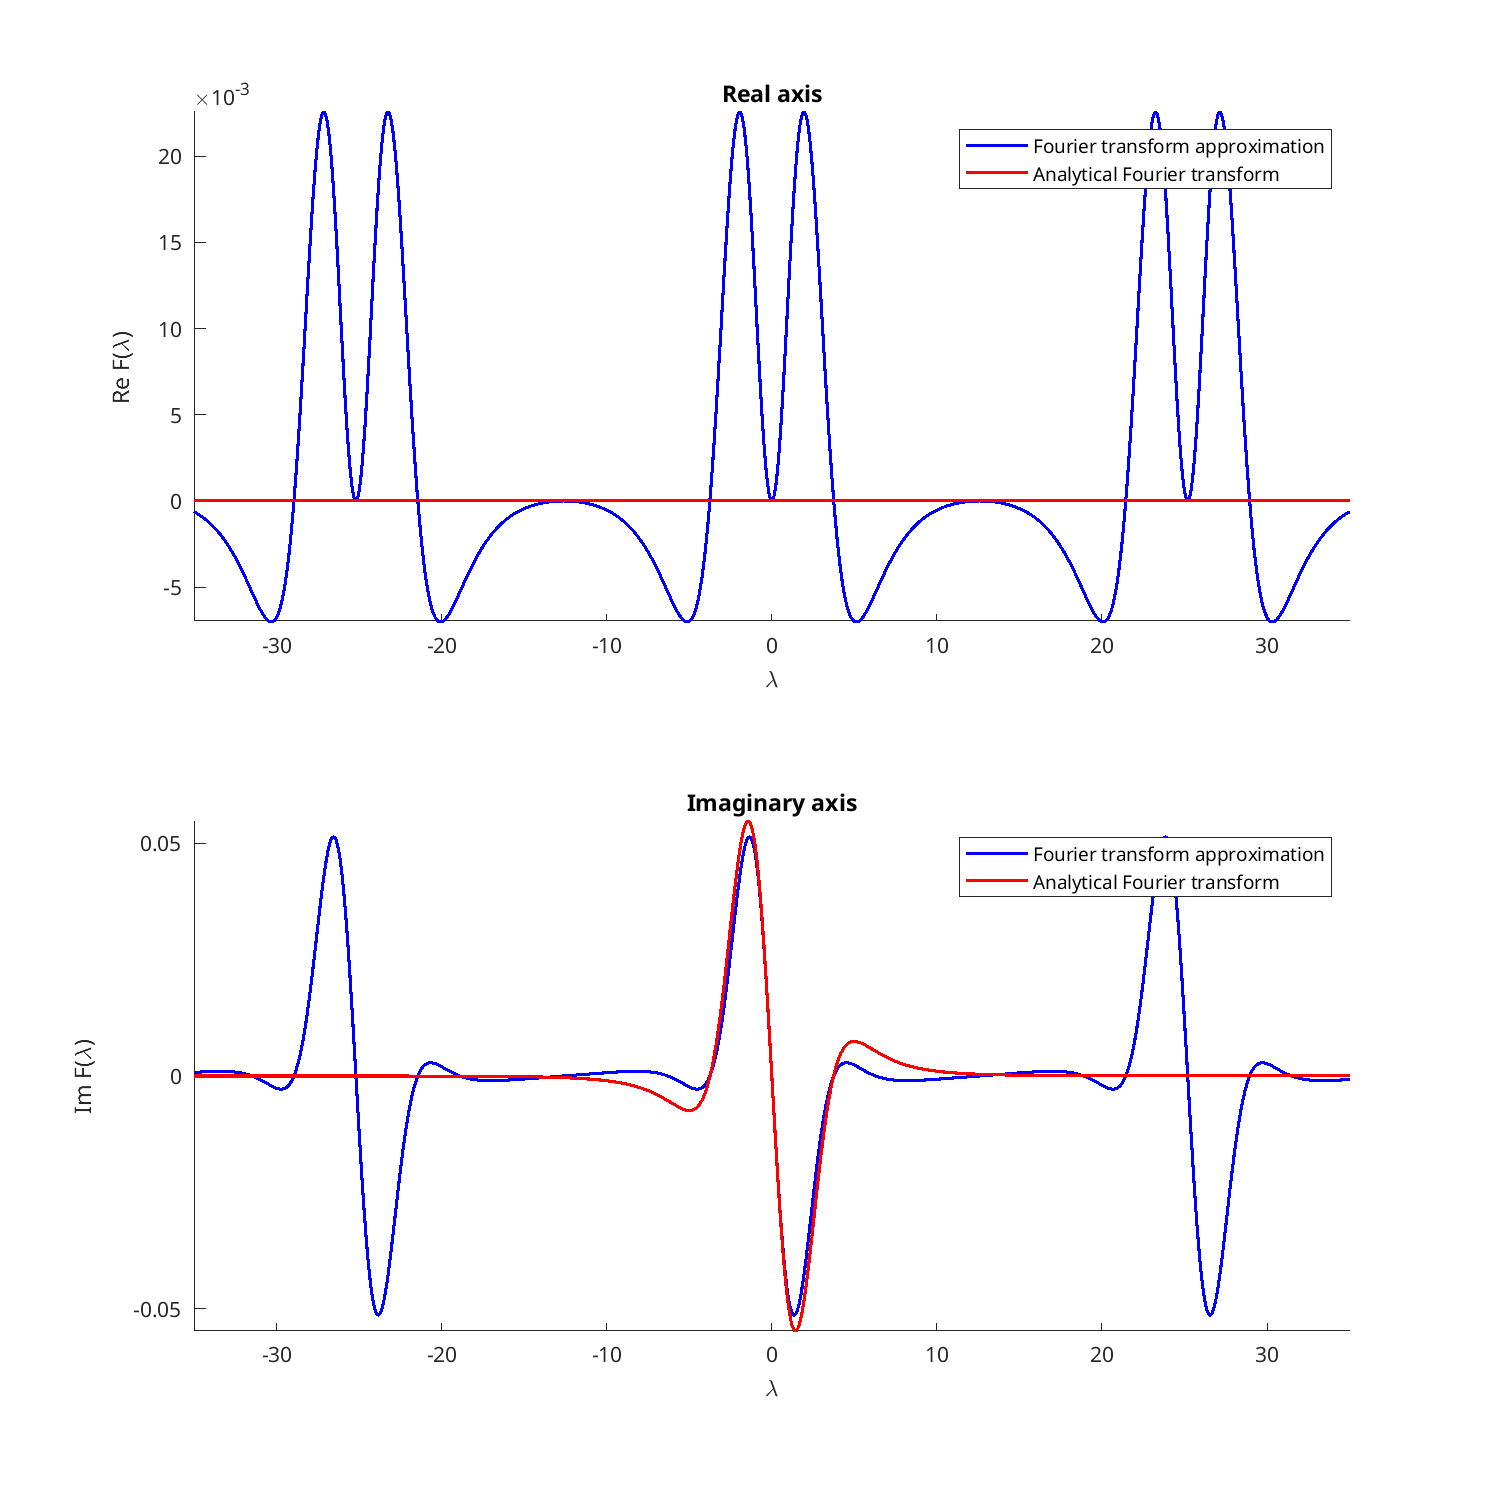 Real axis
×10-3
20
15
10
5
0
-5
Re F(λ)
-30 -20 -10 0 10 20 30
λ
Fourier transform approximation
Analytical Fourier transform
Imaginary axis
0.05
0
-0.05
Im F(λ)
-30 -20 -10 0 10 20 30
λ
Fourier transform approximation
Analytical Fourier transform